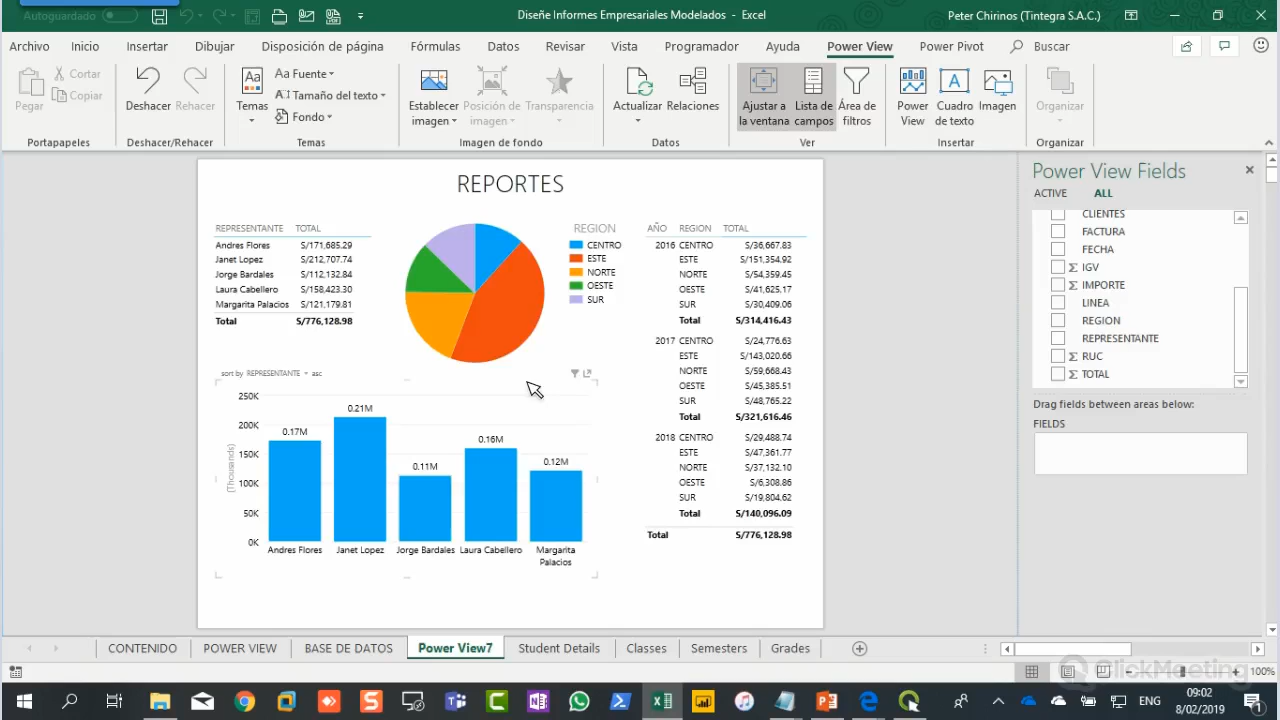 Autoguardado
Diseñe Informes Empresariales Modelados - Excel
Peter Chirinos (Tintegra S.A.C.)
Archivo Inicio Insertar Dibujar Disposición de página Fórmulas Datos Revisar Vista Programador Ayuda Power View Power Pivot Buscar
Pegar
Cortar
Copiar
Portapapeles
Deshacer Rehacer
Deshacer/Rehacer
Temas
Fuente
Tamaño del texto
Fondo
Temas
Establecer imagen
Posición de imagen
Transparencia
Imagen de fondo
Actualizar Relaciones
Datos
Ajustar a la ventana
Lista de campos
Área de filtros
Ver
Power View
Cuadro de texto
Imagen
Insertar
Organizar
Organizar
REPORTES
REPRESENTANTE TOTAL
Andres Flores S/171,685.29
Janet Lopez S/212,707.74
Jorge Bardales S/112,132.84
Laura Cabellero S/158,423.30
Margarita Palacios S/121,179.81
Total S/776,128.98
REGION
CENTRO
ESTE
NORTE
OESTE
SUR
AÑO REGION TOTAL
2016 CENTRO S/36,667.83
ESTE S/151,354.92
NORTE S/54,359.45
OESTE S/41,625.17
SUR S/30,409.06
Total S/314,416.43
2017 CENTRO S/24,776.63
ESTE S/143,020.66
NORTE S/59,668.43
OESTE S/45,385.51
SUR S/48,765.22
Total S/321,616.46
2018 CENTRO S/29,488.74
ESTE S/47,361.77
NORTE S/37,132.10
OESTE S/6,308.86
SUR S/19,804.62
Total S/140,096.09
Total S/776,128.98
sort by REPRESENTANTE asc
(Thousands)
250K
200K
150K
100K
50K
0K
0.17M
0.21M
0.11M
0.16M
0.12M
Andres Flores Janet Lopez Jorge Bardales Laura Cabellero Margarita
Palacios
Power View Fields
ACTIVE ALL
CLIENTES
FACTURA
FECHA
Σ IGV
Σ IMPORTE
LINEA
REGION
REPRESENTANTE
Σ RUC
Σ TOTAL
Drag fields between areas below:
FIELDS
CONTENIDO POWER VIEW BASE DE DATOS Power View7 Student Details Classes Semesters Grades
ClickMeeting
100%
ENG
09:02
8/02/2019